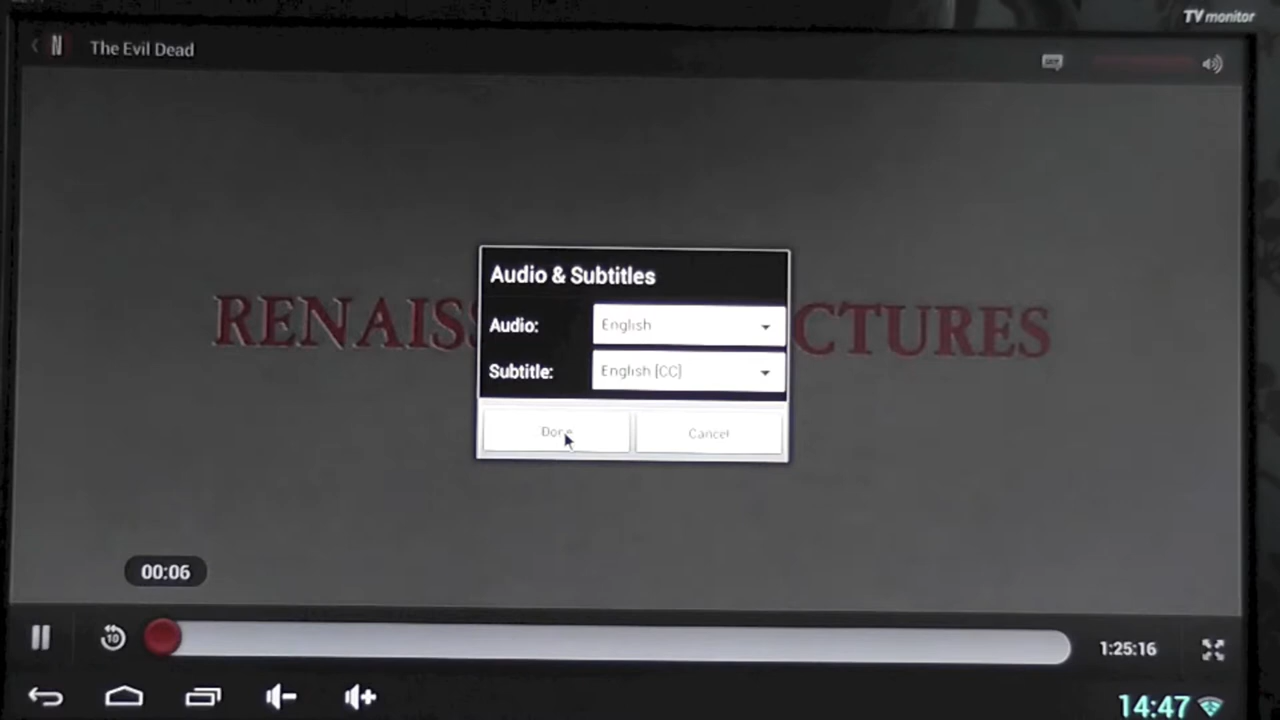 TV monitor
N The Evil Dead
RENAISS CTURES
Audio & Subtitles
Audio: English
Subtitle: English [CC]
Done Cancel
00:06
10 1:25:16
14:47